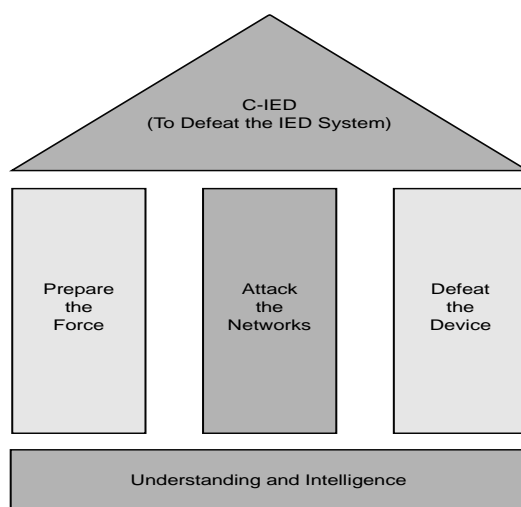 C-IED
(To Defeat the IED System)
Prepare
the
Force
Attack
the
Networks
Defeat
the
Device
Understanding and Intelligence